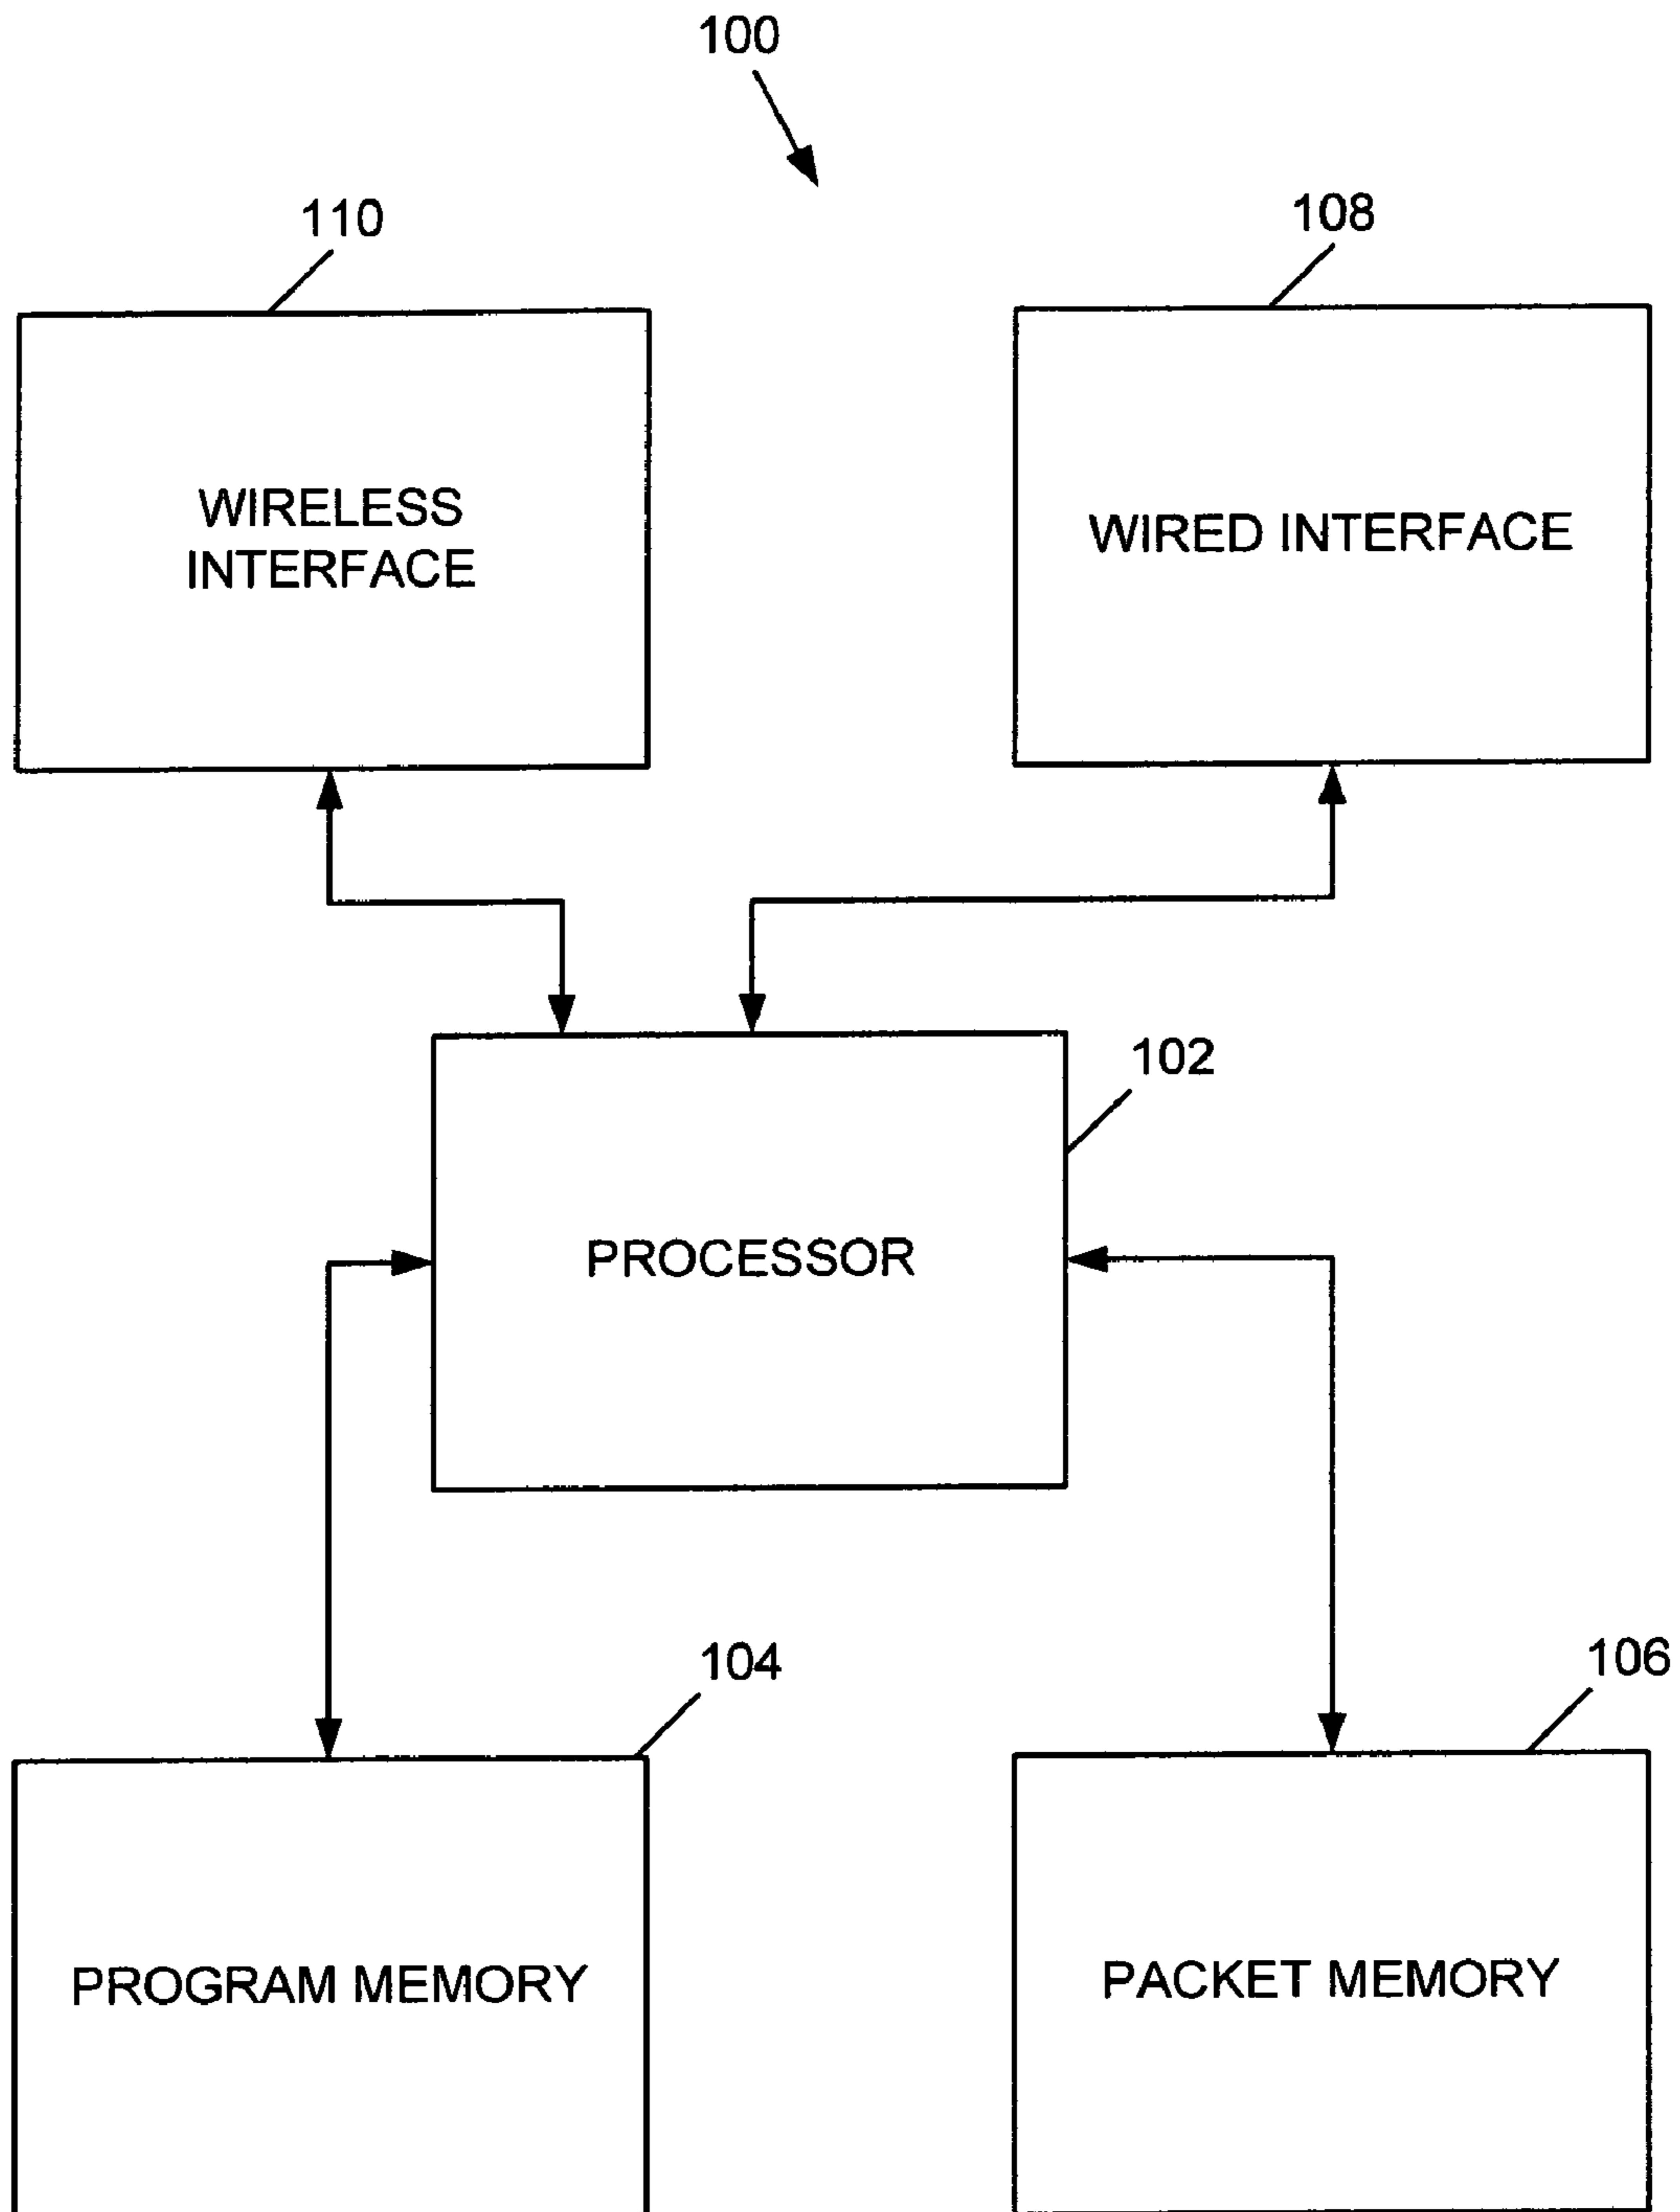 100
110
108
WIRELESS
INTERFACE
WIRED INTERFACE
102
PROCESSOR
104
106
PROGRAM MEMORY
PACKET MEMORY